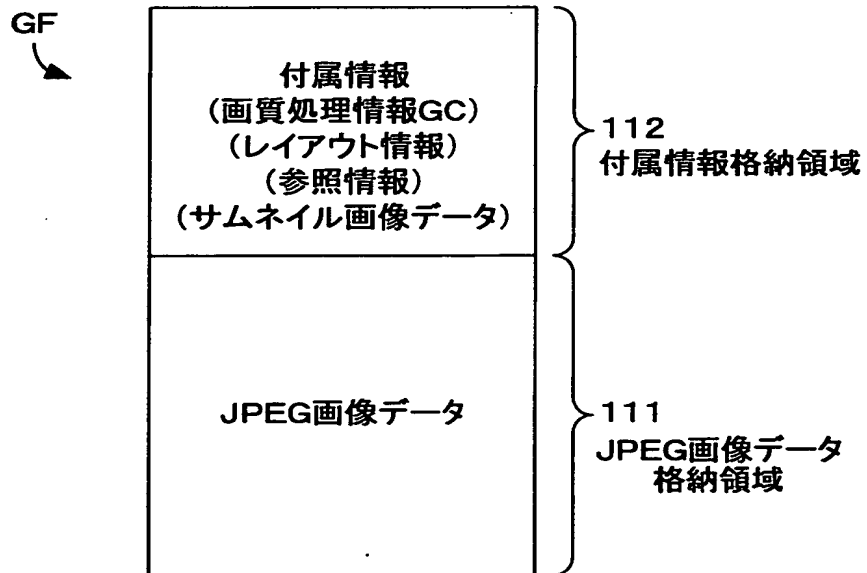 GF
付属情報
(画質処理情報GC)
(レイアウト情報)
(参照情報)
(サムネイル画像データ)
112
付属情報格納領域
JPEG画像データ
111
JPEG画像データ
格納領域